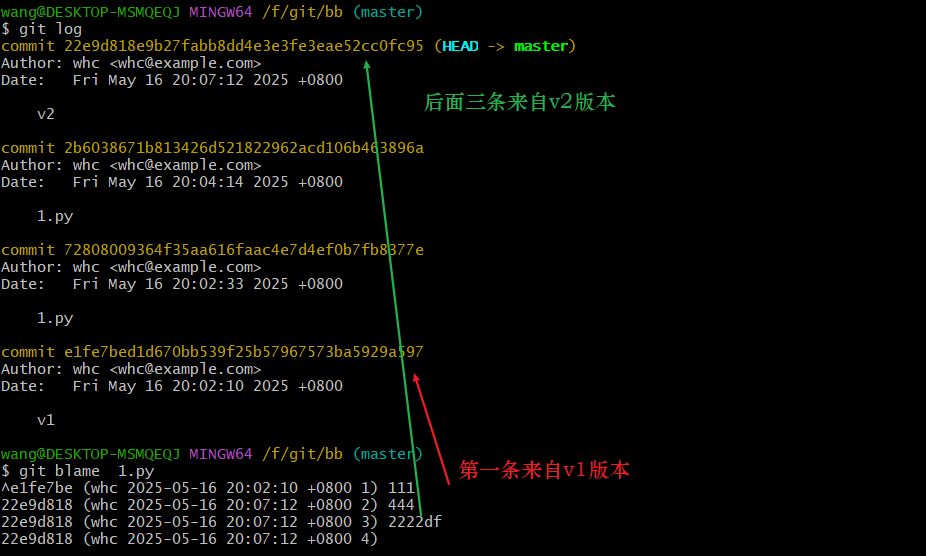 wang@DESKTOP-MSMQEQJ MINGW64 /f/git/bb (master)
$ git log
commit 22e9d818e9b27fabb8dd4e3e3fe3eae52cc0fc95 (HEAD -> master)
Author: whc <whc@example.com>
Date:   Fri May 16 20:07:12 2025 +0800
后面三条来自v2版本
    v2
commit 2b6038671b813426d521822962acd106b463896a
Author: whc <whc@example.com>
Date:   Fri May 16 20:04:14 2025 +0800
    1.py
commit 72808009364f35aa616faac4e7d4ef0b7fb8377e
Author: whc <whc@example.com>
Date:   Fri May 16 20:02:33 2025 +0800
    1.py
commit e1fe7bed1d670bb539f25b57967573ba5929a597
Author: whc <whc@example.com>
Date:   Fri May 16 20:02:10 2025 +0800
    v1
wang@DESKTOP-MSMQEQJ MINGW64 /f/git/bb (master)
$ git blame  1.py
第一条来自v1版本
^e1fe7be (whc 2025-05-16 20:02:10 +0800 1) 111
22e9d818 (whc 2025-05-16 20:07:12 +0800 2) 444
22e9d818 (whc 2025-05-16 20:07:12 +0800 3) 2222df
22e9d818 (whc 2025-05-16 20:07:12 +0800 4)